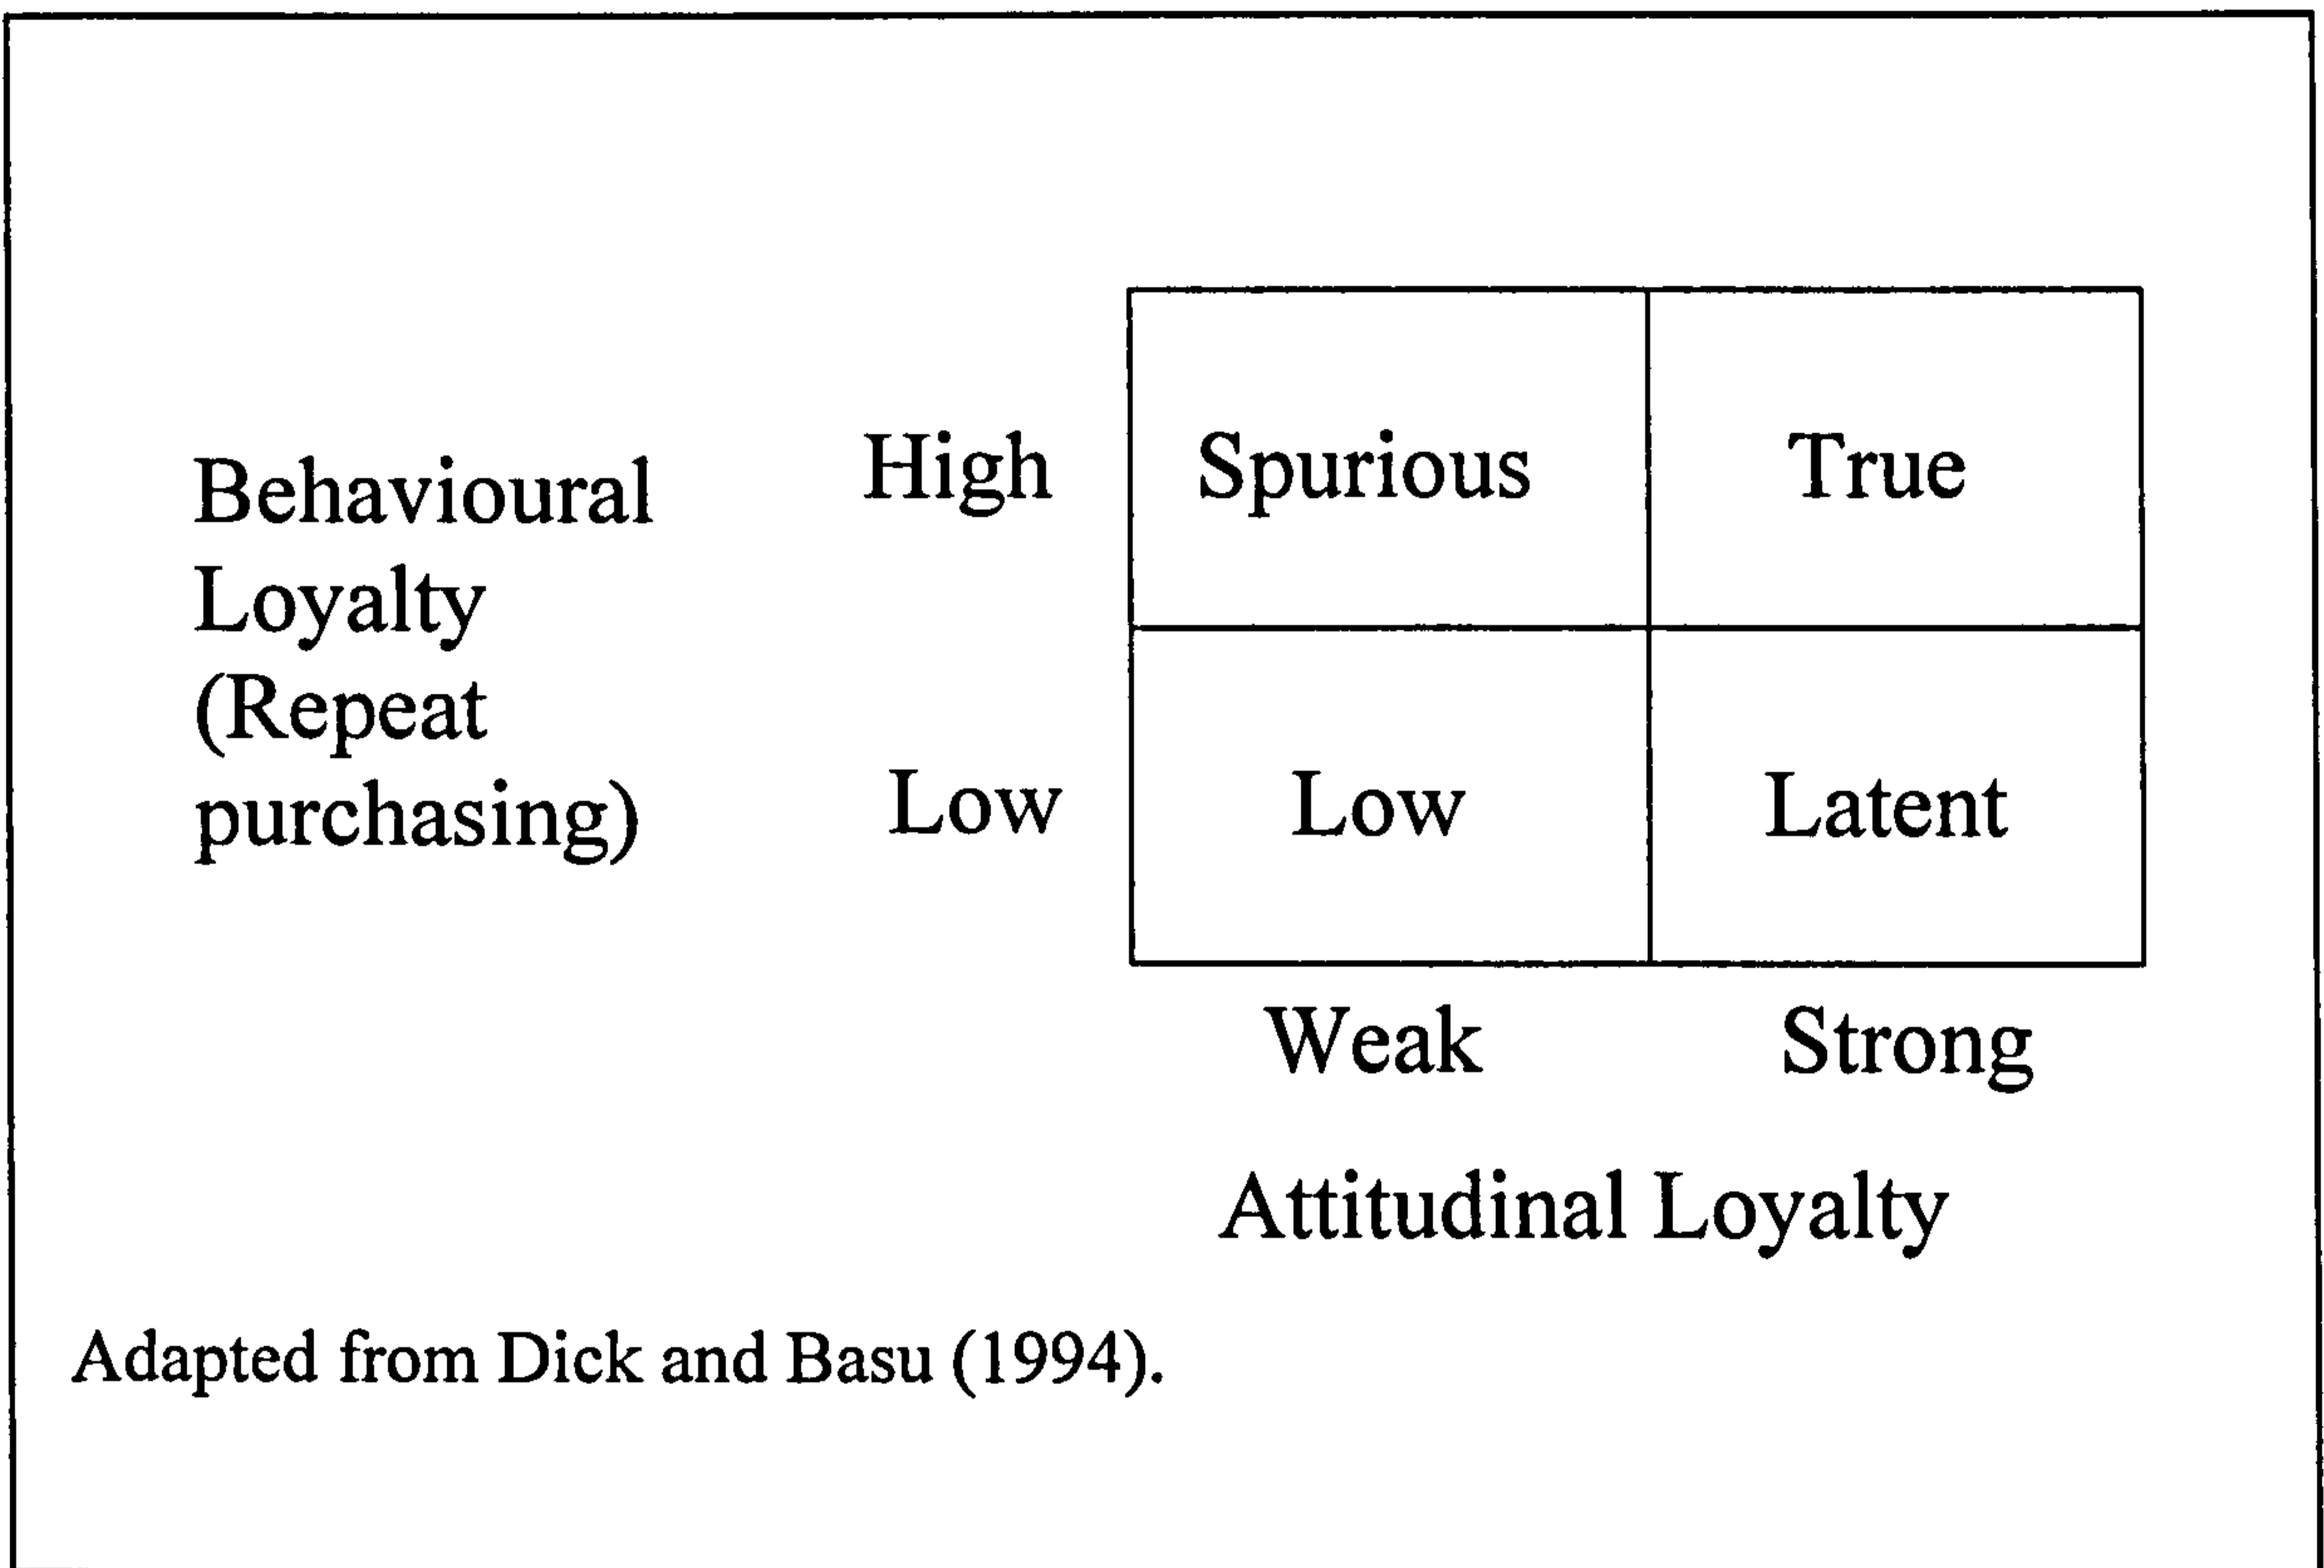 Behavioural
Loyalty
(Repeat
purchasing)
High
Spurious
True
Low
Low
Latent
Weak
Strong
Attitudinal Loyalty
Adapted from Dick and Basu (1994).